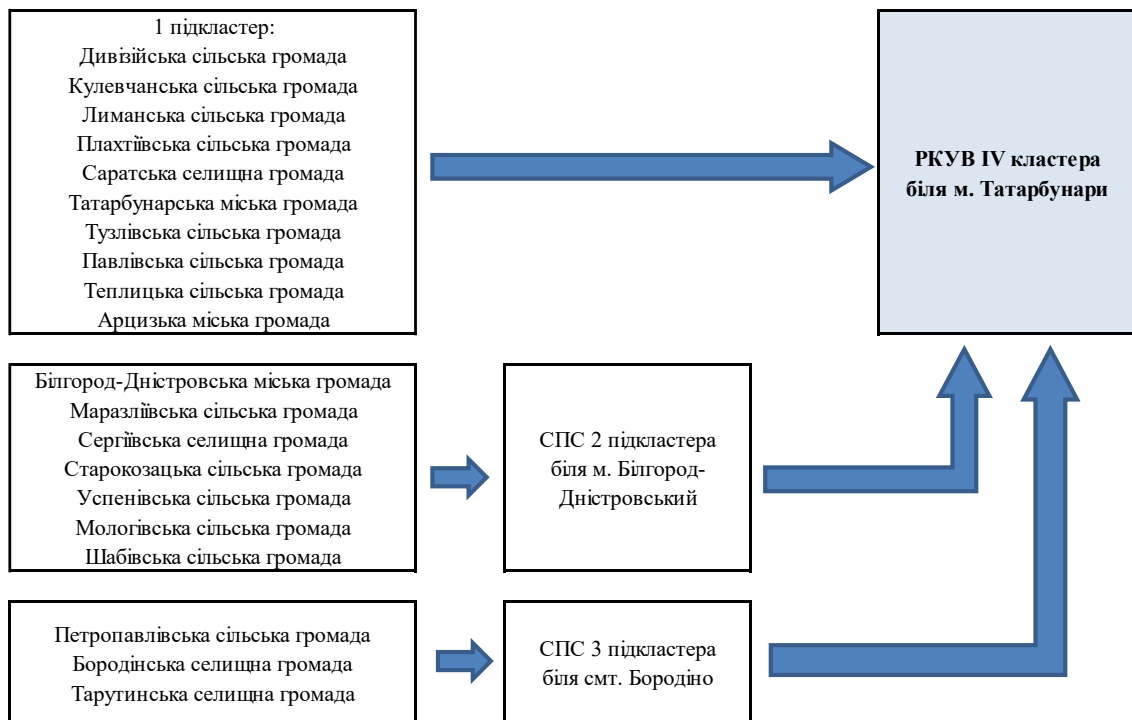 1 підкластер:
Дивізійська сільська громада
Кулевчанська сільська громада
Лиманська сільська громада
Плахтіївська сільська громада
Саратська селищна громада
Татарбунарська міська громада
Тузлівська сільська громада
Павлівська сільська громада
Теплицька сільська громада
Арцизька міська громада
РКУВ IV кластера
біля м. Татарбунари
Білгород-Дністровська міська громада
Маразліївська сільська громада
Сергіївська селищна громада
Старокозацька сільська громада
Успенівська сільська громада
Мологівська сільська громада
Шабівська сільська громада
СПС 2 підкластера
біля м. Білгород-
Дністровський
Петропавлівська сільська громада
Бородінська селищна громада
Тарутинська селищна громада
СПС 3 підкластера
біля смт. Бородіно